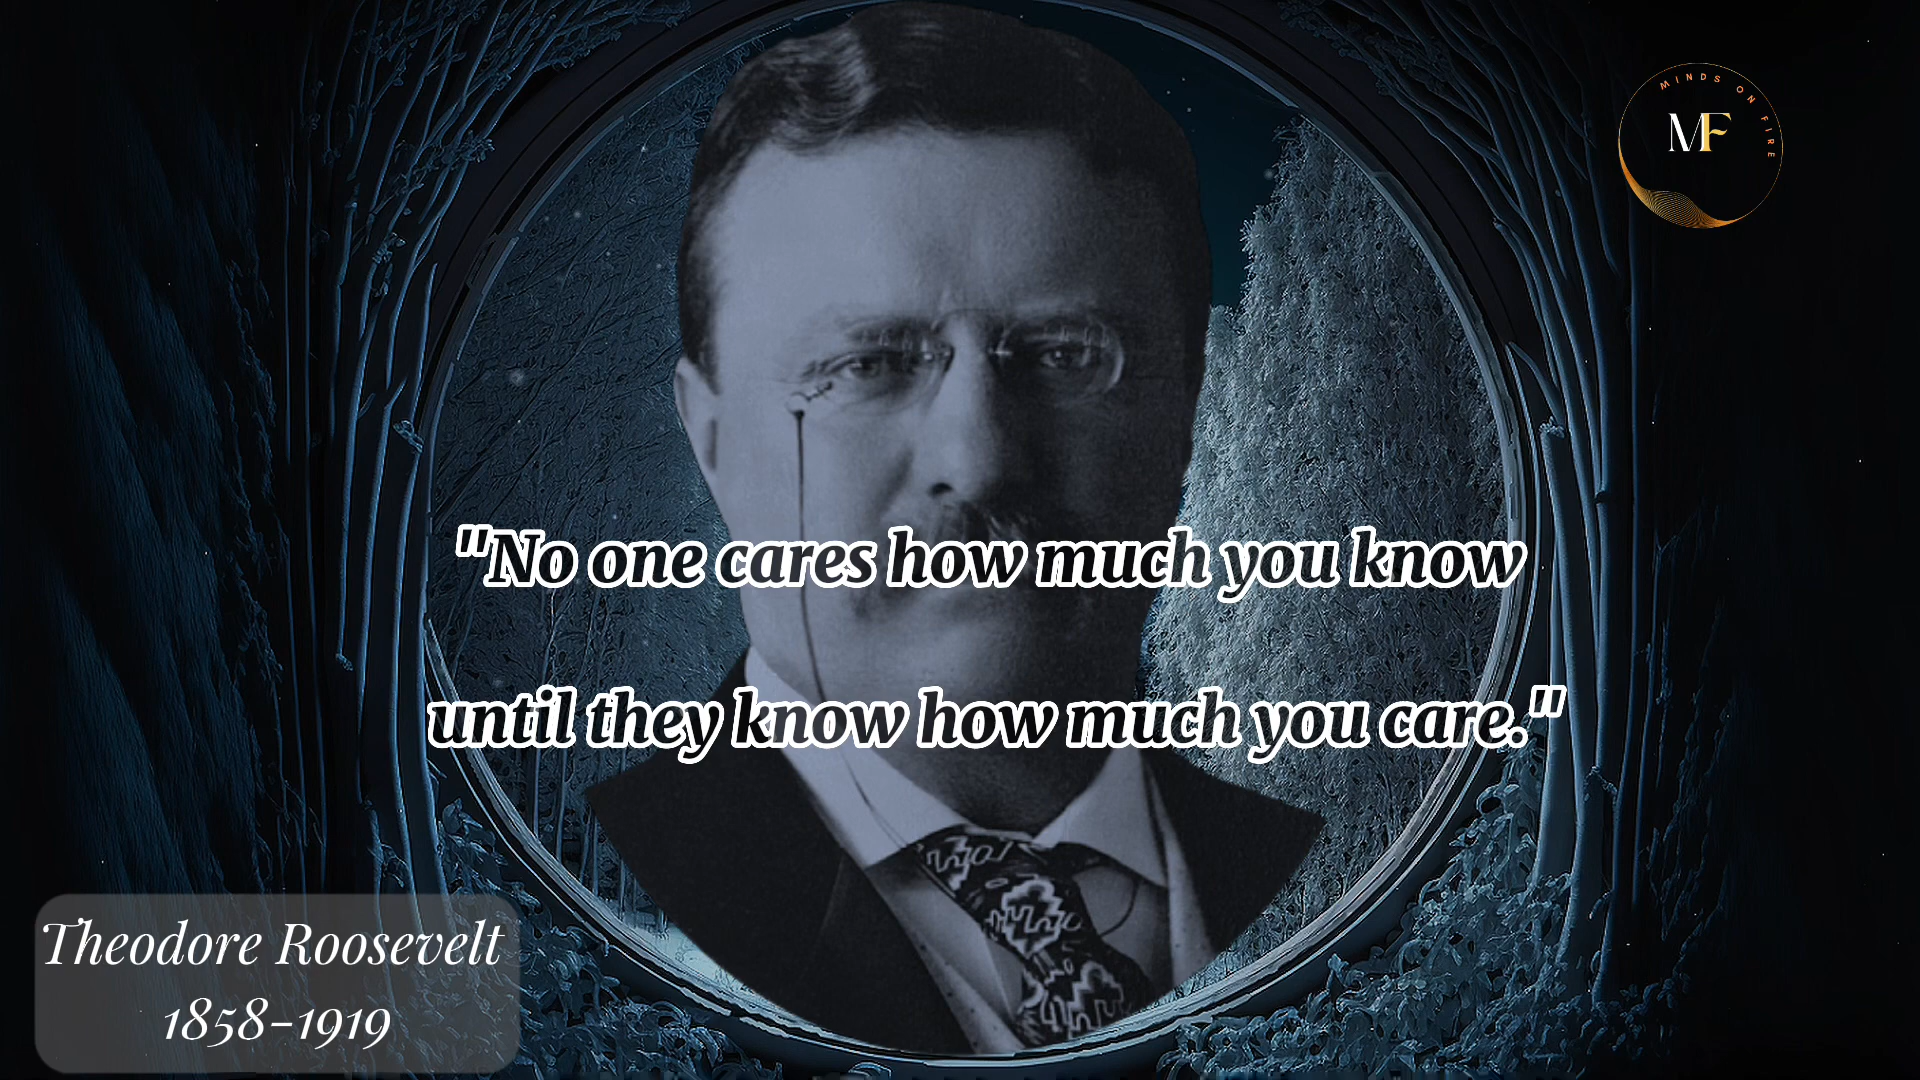 MINDS ON FIRE
MF
"No one cares how much you know
until they know how much you care."
Theodore Roosevelt
1858–1919